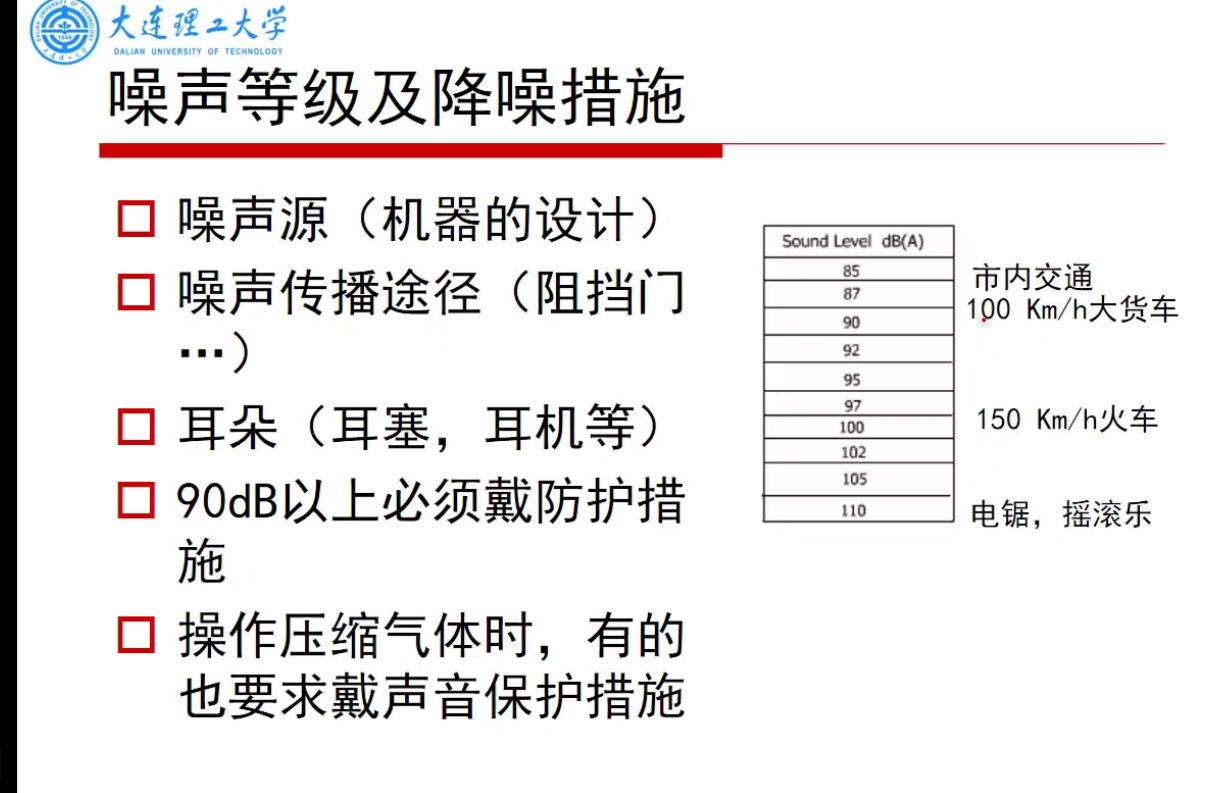 大连理工大学
DALIAN UNIVERSITY OF TECHNOLOGY
噪声等级及降噪措施
噪声源（机器的设计）
噪声传播途径（阻挡门
…）
耳朵（耳塞，耳机等）
90dB以上必须戴防护措
施
操作压缩气体时，有的
也要求戴声音保护措施
Sound Level dB(A)
85
87
90
92
95
97
100
102
105
110
市内交通
100 Km/h大货车
150 Km/h火车
电锯，摇滚乐